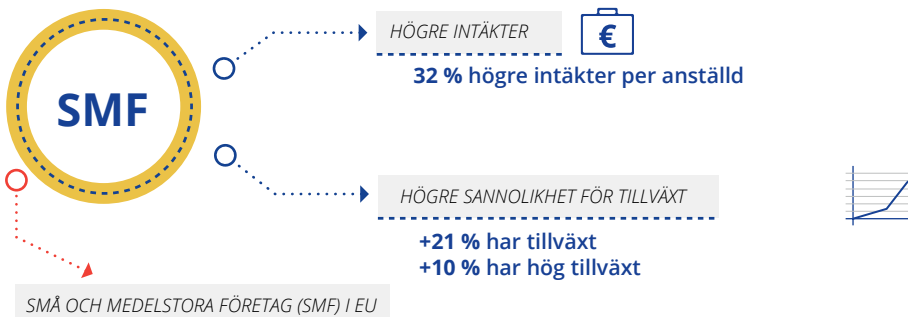 SMF
HÖGRE INTÄKTER
€
32 % högre intäkter per anställd
HÖGRE SANNOLIKHET FÖR TILLVÄXT
+21 % har tillväxt
+10 % har hög tillväxt
SMÅ OCH MEDELSTORA FÖRETAG (SMF) I EU